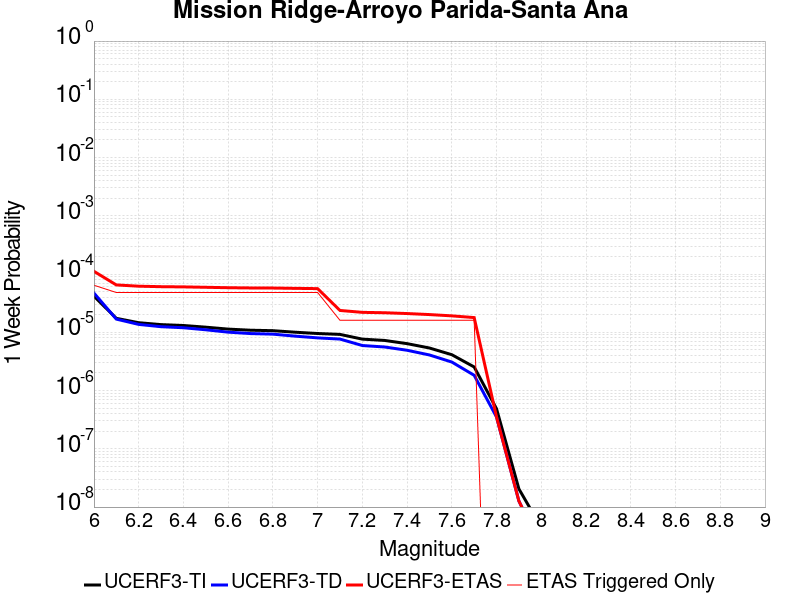 Mission Ridge-Arroyo Parida-Santa Ana
1 Week Probability
10^0
10^-1
10^-2
10^-3
10^-4
10^-5
10^-6
10^-7
10^-8
6 6.2 6.4 6.6 6.8 7 7.2 7.4 7.6 7.8 8 8.2 8.4 8.6 8.8 9
Magnitude
UCERF3-TI UCERF3-TD UCERF3-ETAS ETAS Triggered Only